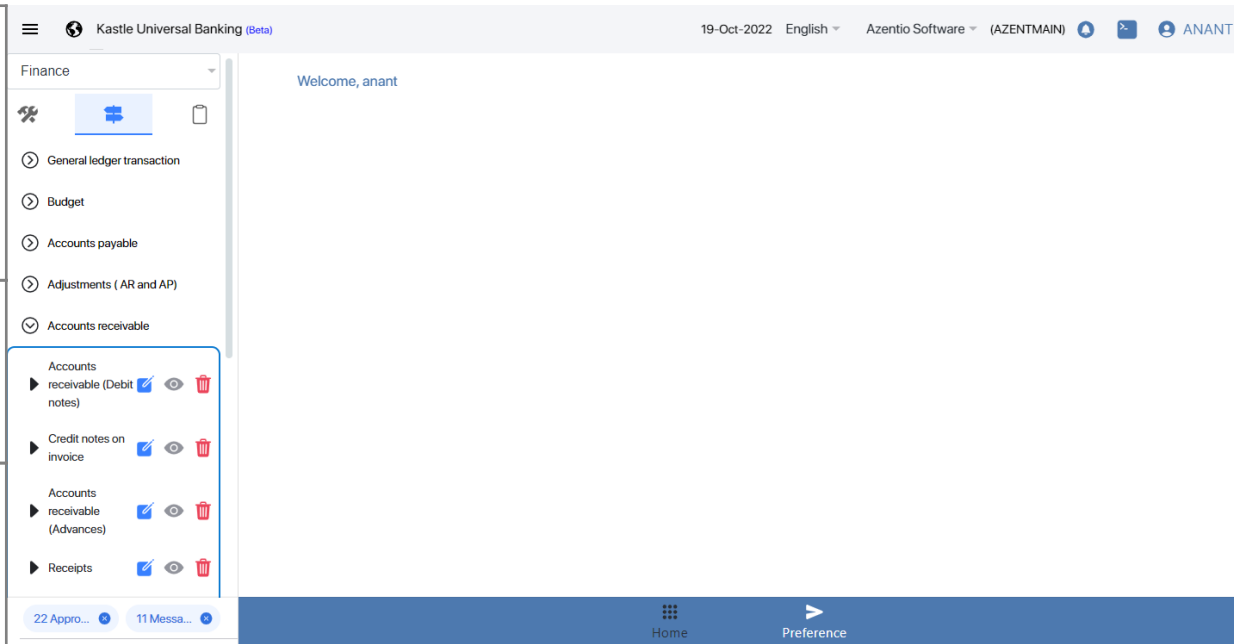 Kastle Universal Banking (Beta)
19-Oct-2022 English Azentio Software (AZENTMAIN) ANANT
Finance
Welcome, anant
General ledger transaction
Budget
Accounts payable
Adjustments ( AR and AP)
Accounts receivable
Accounts
receivable (Debit
notes)
Credit notes on
invoice
Accounts
receivable
(Advances)
Receipts
22 Appro... 11 Messa...
Home Preference